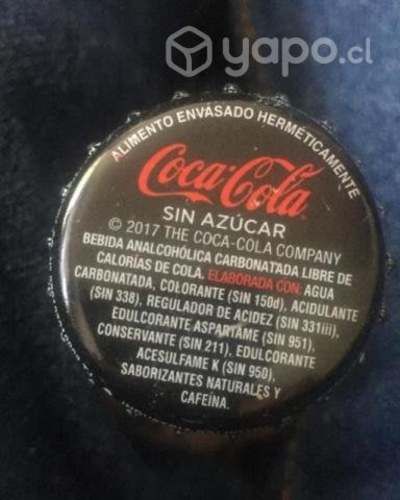 yapo.cl
ALIMENTO ENVASADO HERMÉTICAMENTE
Coca-Cola
SIN AZÚCAR
© 2017 THE COCA-COLA COMPANY
BEBIDA ANALCOHÓLICA CARBONATADA LIBRE DE
CALORÍAS DE COLA. ELABORADA CON: AGUA
CARBONATADA, COLORANTE (SIN 150d), ACIDULANTE
(SIN 338), REGULADOR DE ACIDEZ (SIN 331iii),
EDULCORANTE ASPARTAME (SIN 951),
CONSERVANTE (SIN 211), EDULCORANTE
ACESULFAME K (SIN 950),
SABORIZANTES NATURALES Y
CAFEÍNA.